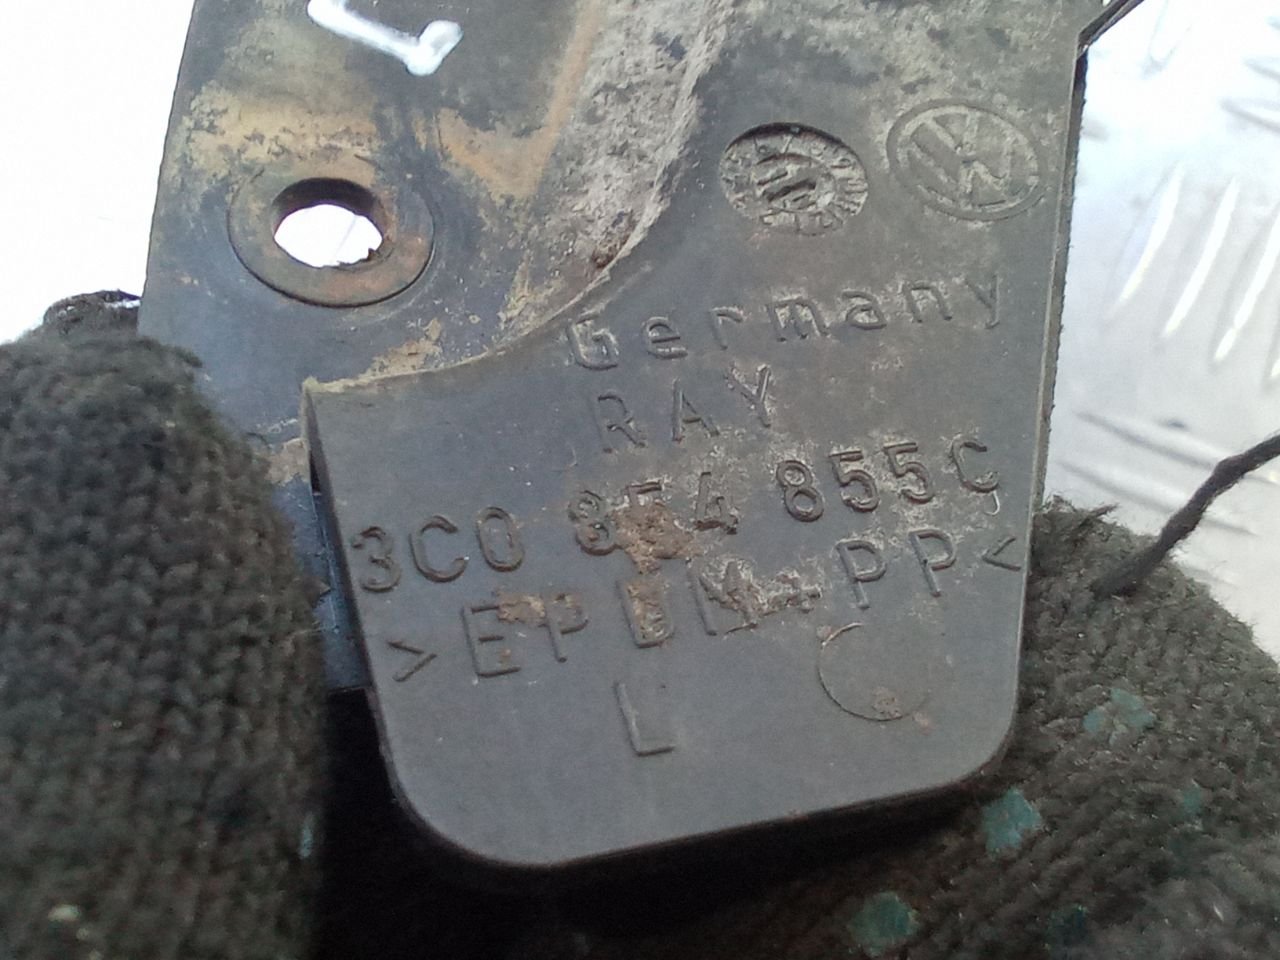 Germany
RAY
3C0 854 855C
>EPDM+PP<
L